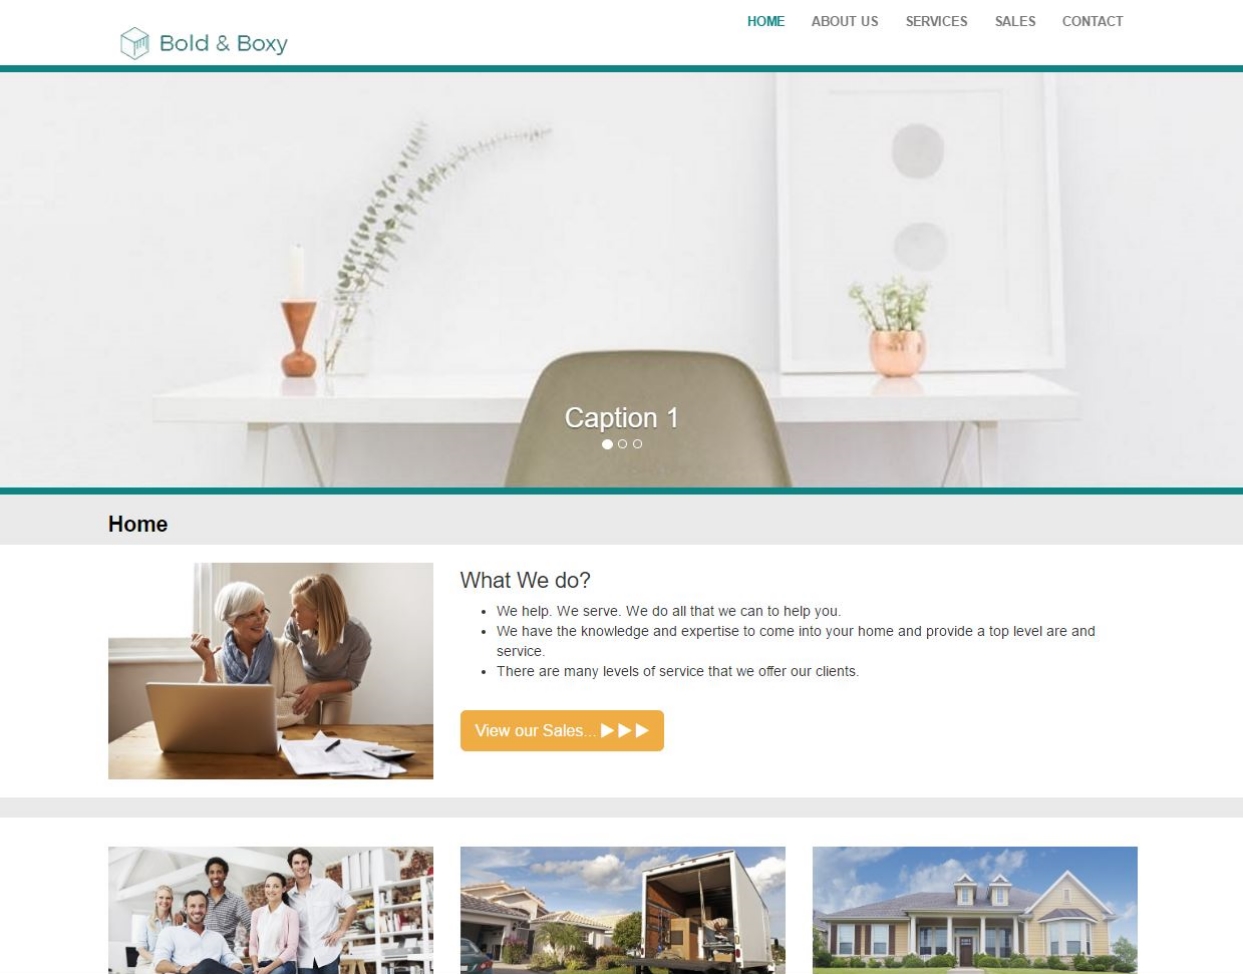 HOME ABOUT US SERVICES SALES CONTACT
Bold & Boxy
Caption 1
Home
What We do?
We help. We serve. We do all that we can to help you.
We have the knowledge and expertise to come into your home and provide a top level are and
service.
There are many levels of service that we offer our clients.
View our Sales...